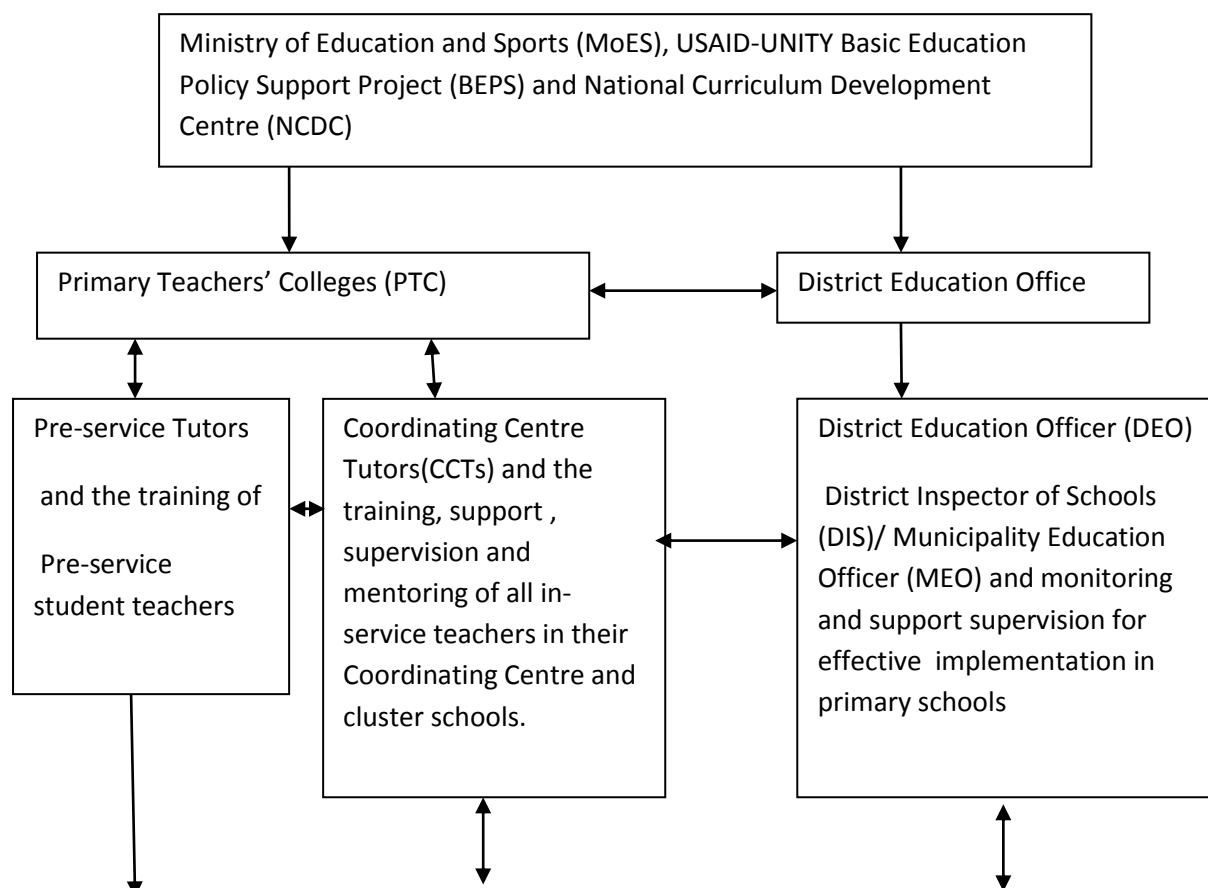 Ministry of Education and Sports (MoES), USAID-UNITY Basic Education
Policy Support Project (BEPS) and National Curriculum Development
Centre (NCDC)
Primary Teachers’ Colleges (PTC)
District Education Office
Pre-service Tutors
and the training of
Pre-service
student teachers
Coordinating Centre
Tutors(CCTs) and the
training, support ,
supervision and
mentoring of all in-
service teachers in their
Coordinating Centre and
cluster schools.
District Education Officer (DEO)
District Inspector of Schools
(DIS)/ Municipality Education
Officer (MEO) and monitoring
and support supervision for
effective implementation in
primary schools